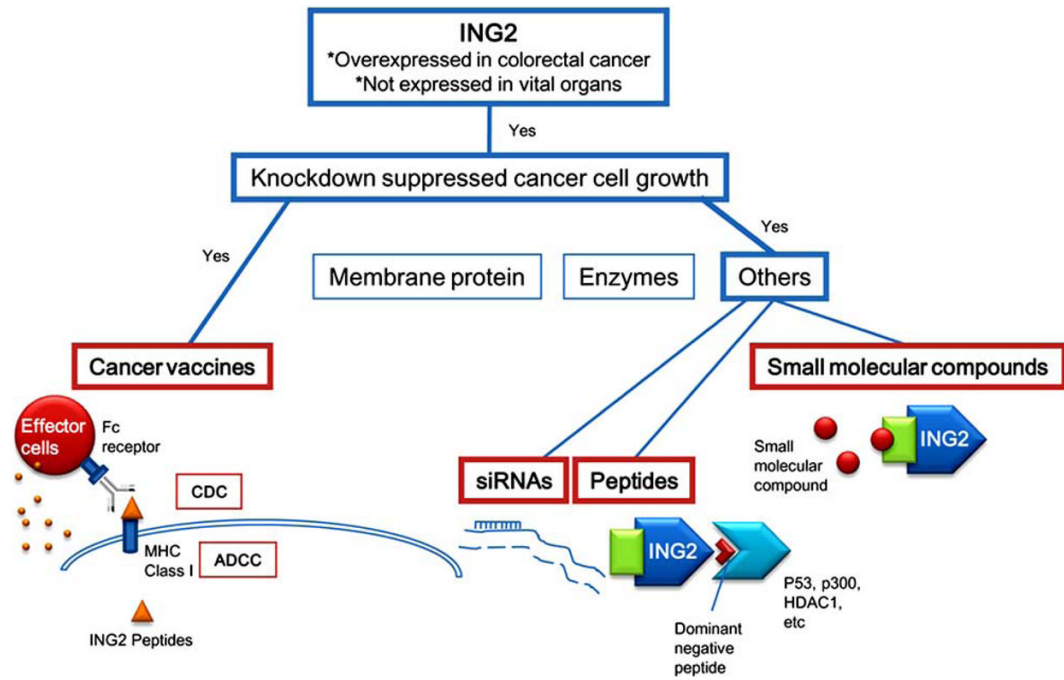 ING2
*Overexpressed in colorectal cancer
*Not expressed in vital organs
Yes
Knockdown suppressed cancer cell growth
Yes
Yes
Membrane protein
Enzymes
Others
Cancer vaccines
Small molecular compounds
Effector
cells
Fc
receptor
CDC
MHC
Class I
ADCC
ING2 Peptides
siRNAs
Peptides
ING2
Dominant
negative
peptide
P53, p300,
HDAC1,
etc
Small
molecular
compound
ING2